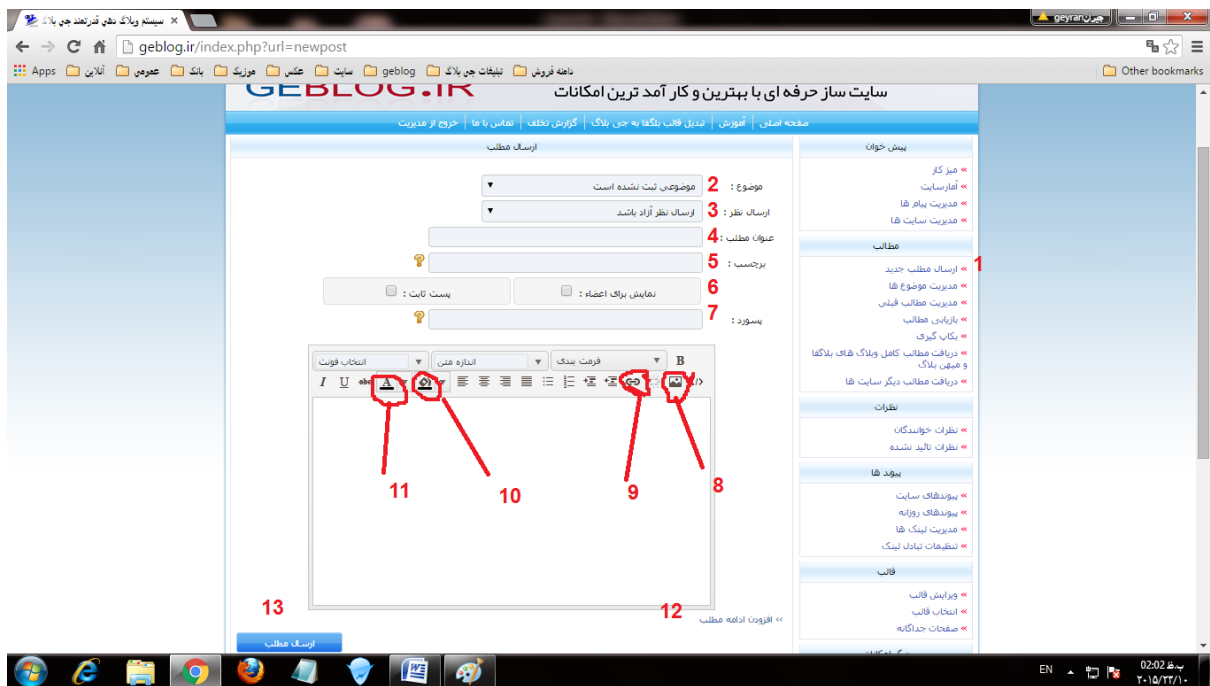 سیستم وبلاگ دهی قدرتمند جی بلاگ
geyranجیران
geblog.ir/index.php?url=newpost
Apps
آنلاین
عمومی
بانک
موزیک
عکس
سایت
geblog
تبلیغات جی بلاگ
دامنه فروش
Other bookmarks
GEBLOG.IR
سایت ساز حرفه ای با بهترین و کار آمد ترین امکانات
صفحه اصلی | آموزش | تبدیل قالب بلگفا به جی بلاگ | گزارش تخلف | تماس با ما | خروج از مدیریت
پیش خوان
» میز کار
» آمارسایت
» مدیریت پیام ها
» مدیریت سایت ها
مطالب
» ارسال مطلب جدید 1
» مدیریت موضوع ها
» مدیریت مطالب قبلی
» بازیابی مطالب
» بکاپ گیری
» دریافت مطالب کامل وبلاگ های بلاگفا
و میهن بلاگ
» دریافت مطالب دیگر سایت ها
نظرات
» نظرات خوانندگان
» نظرات تائید نشده
پیوند ها
» پیوندهای سایت
» پیوندهای روزانه
» مدیریت لینک ها
» تنظیمات تبادل لینک
قالب
» ویرایش قالب
» انتخاب قالب
» صفحات جداگانه
ارسال مطلب
موضوع : 2 موضوعی ثبت نشده است
ارسال نظر : 3 ارسال نظر آزاد باشد
عنوان مطلب : 4
برچسب : 5
6 نمایش برای اعضاء : پست ثابت :
پسورد : 7
انتخاب فونت
اندازه متن
فرمت بندی
B
I U abc A
11
10
9
8
12
» افزودن ادامه مطلب
13
ارسال مطلب
EN
02:02 ب.ظ